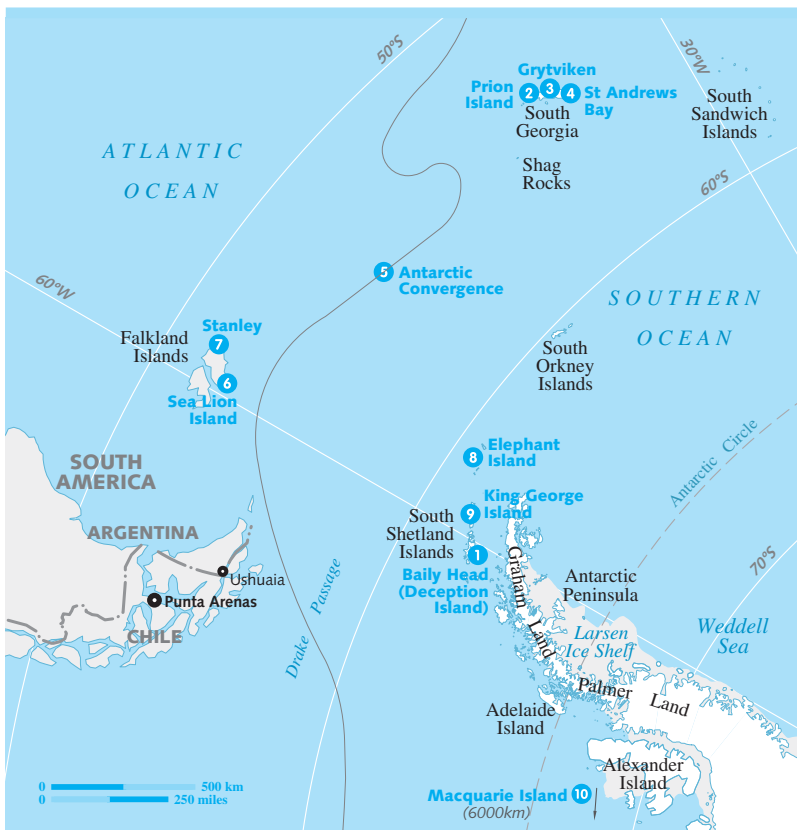 50°S
30°W
Grytviken
Prion
Island
2
3
4
St Andrews
Bay
South
Georgia
South
Sandwich
Islands
ATLANTIC
OCEAN
Shag
Rocks
60°S
5
Antarctic
Convergence
60°W
SOUTHERN
OCEAN
Stanley
7
Falkland
Islands
6
Sea Lion
Island
South
Orkney
Islands
SOUTH
AMERICA
8
Elephant
Island
Antarctic Circle
9
King George
Island
South
Shetland
Islands
1
Baily Head
(Deception
Island)
ARGENTINA
Ushuaia
Punta Arenas
CHILE
Drake Passage
Graham Land
Antarctic
Peninsula
70°S
Larsen
Ice Shelf
Weddell
Sea
Palmer Land
Adelaide
Island
Alexander
Island
0 500 km
0 250 miles
Macquarie Island 10
(6000km)